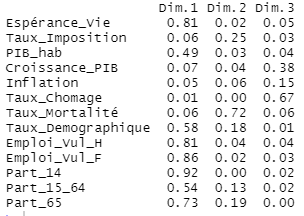 Dim.1 Dim.2 Dim.3
Espérance_Vie 0.81 0.02 0.05
Taux_Imposition 0.06 0.25 0.03
PIB_hab 0.49 0.03 0.04
Croissance_PIB 0.07 0.04 0.38
Inflation 0.05 0.06 0.15
Taux_Chomage 0.01 0.00 0.67
Taux_Mortalité 0.06 0.72 0.06
Taux_Demographique 0.58 0.18 0.01
Emploi_Vul_H 0.81 0.04 0.04
Emploi_Vul_F 0.86 0.02 0.03
Part_14 0.92 0.00 0.02
Part_15_64 0.54 0.13 0.02
Part_65 0.73 0.19 0.00